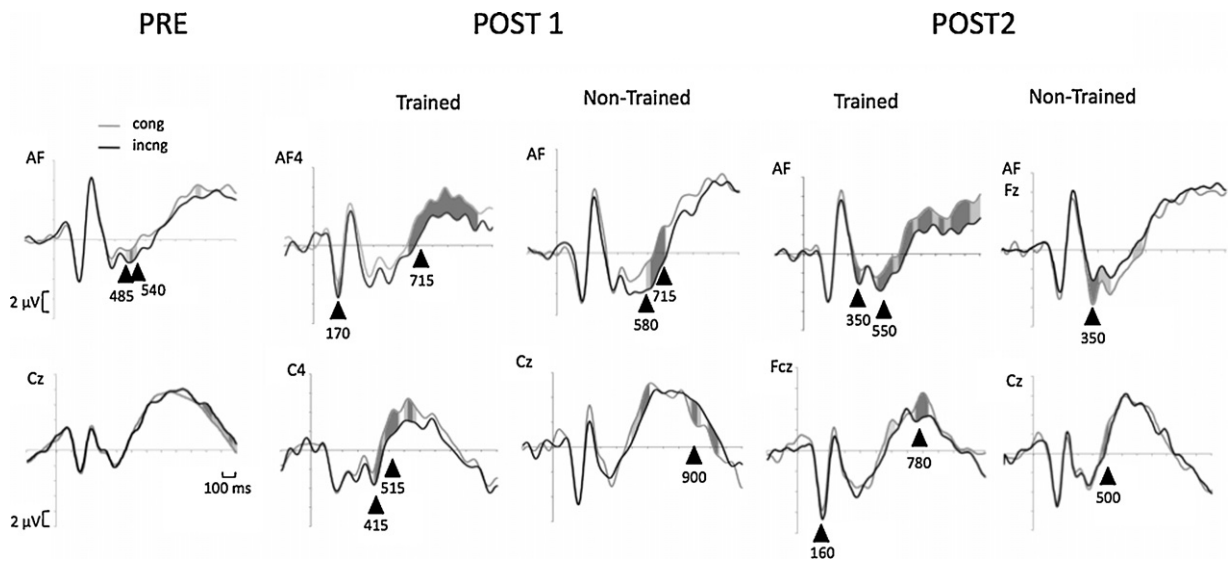 PRE
POST 1
POST2
Trained
Non-Trained
Trained
Non-Trained
cong
incng
AF
AF4
AF
AF
AF
Fz
485
540
2 µV
170
715
580
715
350
550
350
Cz
C4
Cz
Fcz
Cz
100 ms
2 µV
515
415
900
780
160
500